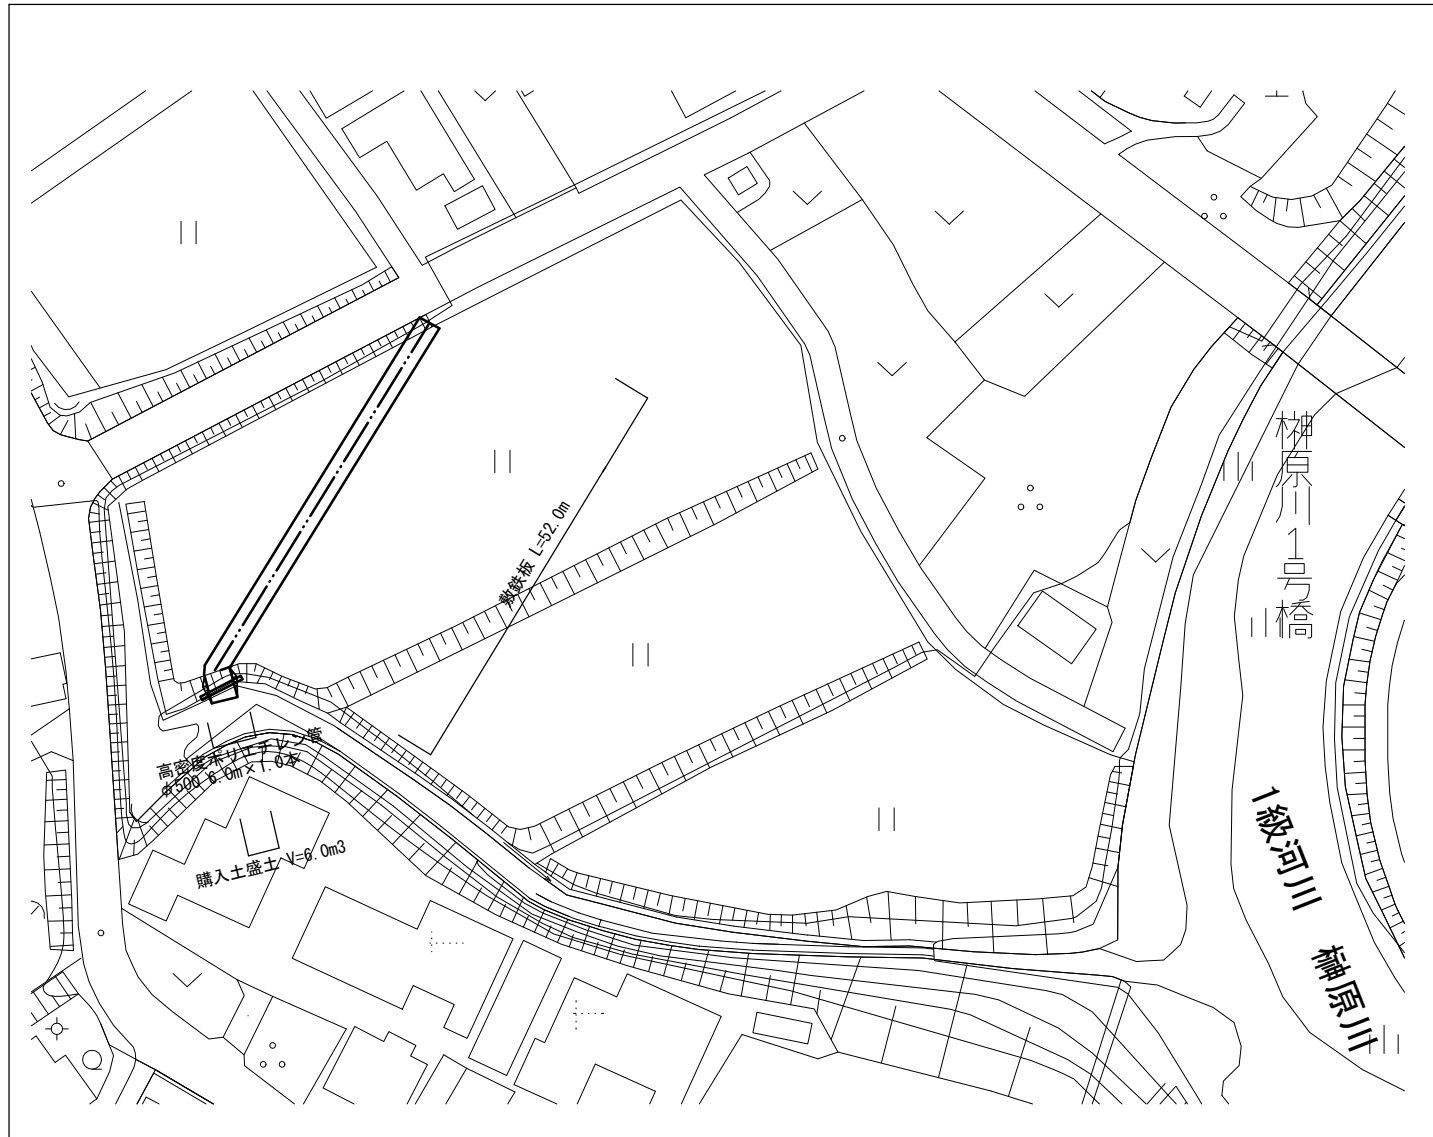 榊原川1号橋
敷鉄板 L=52.0m
高密度ポリエチレン管
φ500 6.0m×1.0本
購入土盛土 V=6.0m3
1級河川 榊原川